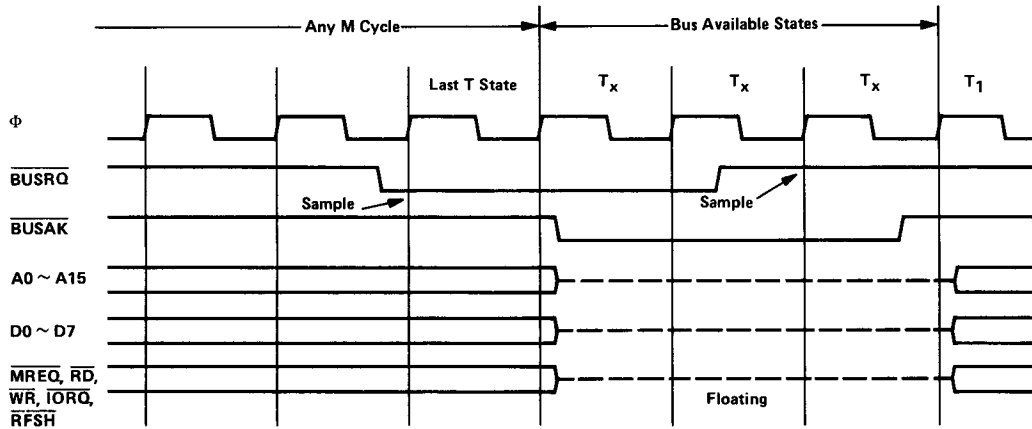 Any M Cycle Bus Available States
Last T State Tx Tx Tx T1
Φ
BUSRQ
Sample Sample
BUSAK
A0 ~ A15
D0 ~ D7
MREQ, RD,
WR, IORQ,
RFSH
Floating